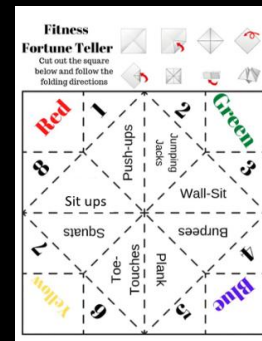 Fitness
Fortune Teller
Cut out the square
below and follow the
folding directions
Red
1
2
Green
8
Push-ups
Jumping
Jacks
3
Sit ups
Wall-Sit
7
Squats
Toe-
Touches
Plank
Burpees
4
Yellow
6
5
Blue